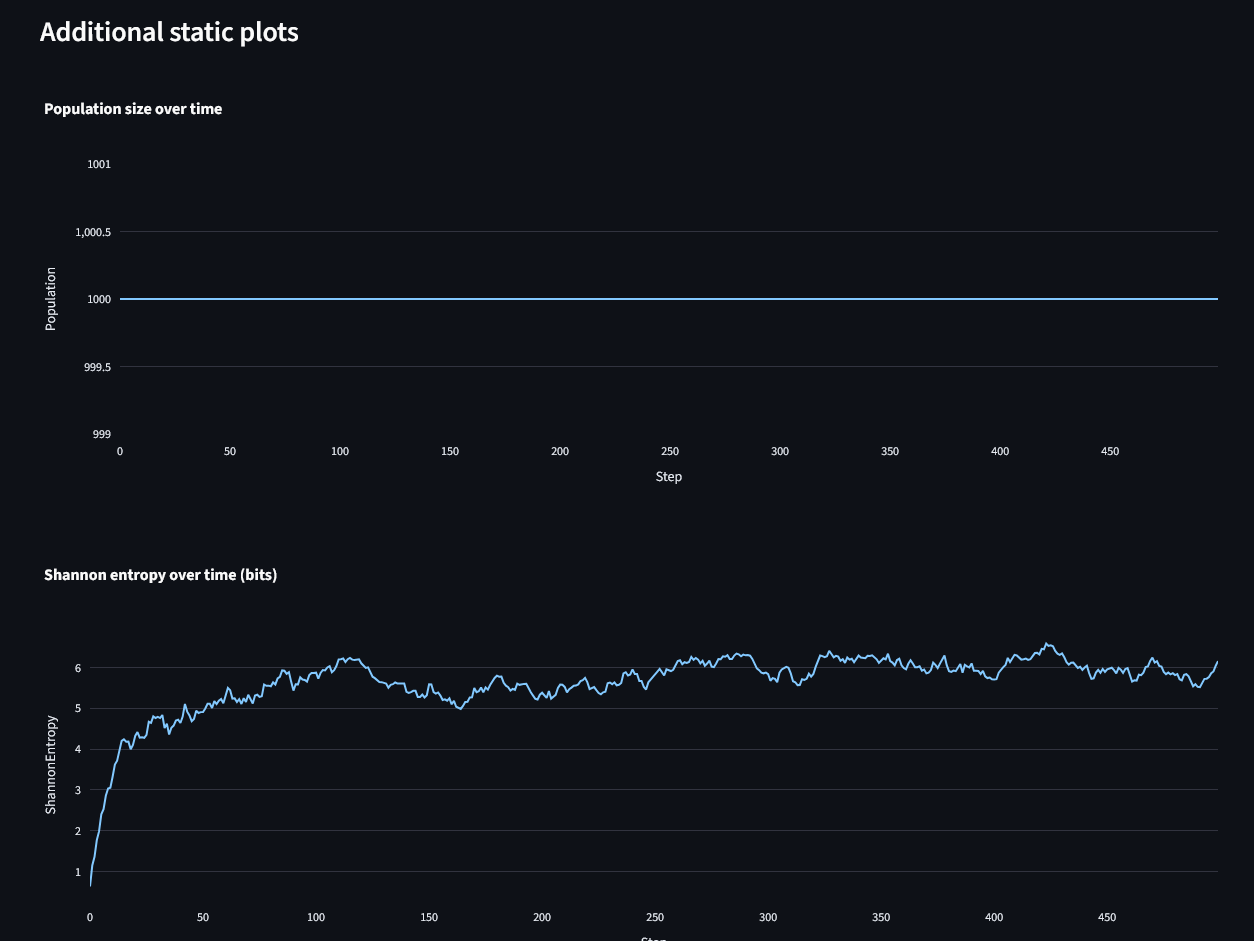 Additional static plots
Population size over time
1001
1,000.5
1000
999.5
999
Population
0 50 100 150 200 250 300 350 400 450
Step
Shannon entropy over time (bits)
6
5
4
3
2
1
ShannonEntropy
0 50 100 150 200 250 300 350 400 450